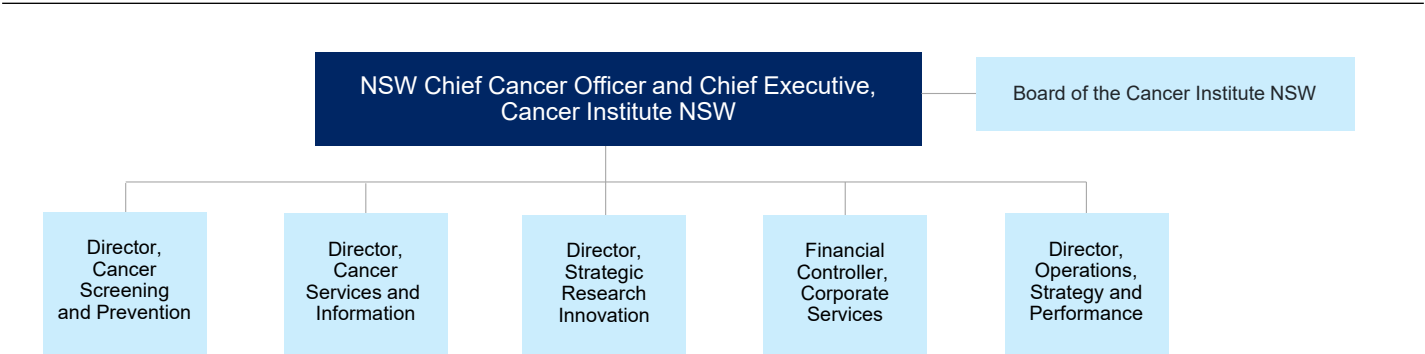 NSW Chief Cancer Officer and Chief Executive,
Cancer Institute NSW
Board of the Cancer Institute NSW
Director,
Cancer
Screening
and Prevention
Director,
Cancer
Services and
Information
Director,
Strategic
Research
Innovation
Financial
Controller,
Corporate
Services
Director,
Operations,
Strategy and
Performance